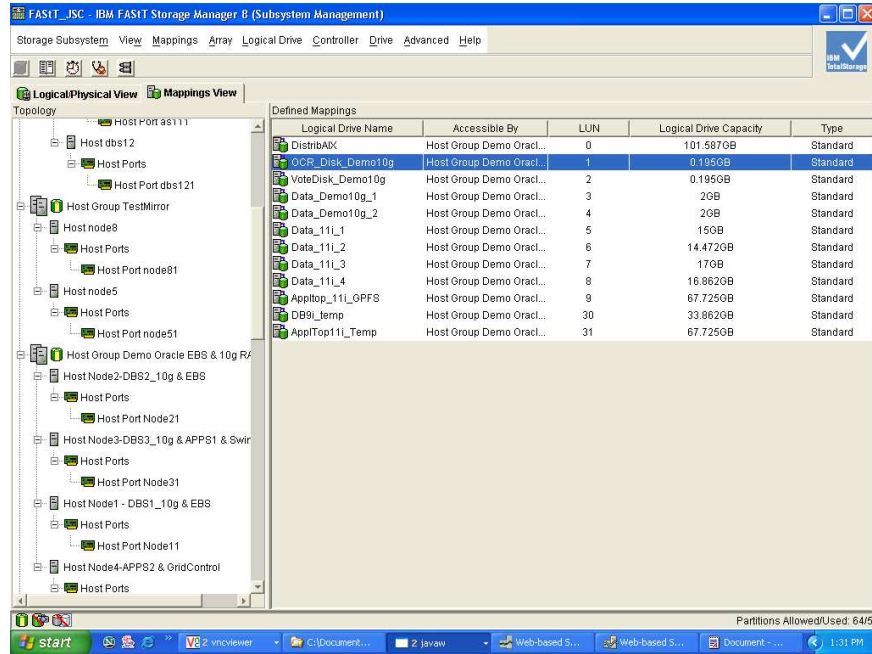 FAStT_JSC - IBM FAStT Storage Manager 8 (Subsystem Management)
Storage Subsystem View Mappings Array Logical Drive Controller Drive Advanced Help
IBM
TotalStorage
Logical/Physical View Mappings View
Topology
Host Port as111
Host dbs12
Host Ports
Host Port dbs121
Host Group TestMirror
Host node8
Host Ports
Host Port node81
Host node5
Host Ports
Host Port node51
Host Group Demo Oracle EBS & 10g RA
Host Node2-DBS2_10g & EBS
Host Ports
Host Port Node21
Host Node3-DBS3_10g & APPS1 & Swin
Host Ports
Host Port Node31
Host Node1 - DBS1_10g & EBS
Host Ports
Host Port Node11
Host Node4-APPS2 & GridControl
Host Ports
Defined Mappings
Logical Drive Name Accessible By LUN Logical Drive Capacity Type
DistribAIX Host Group Demo Oracl... 0 101.587GB Standard
OCR_Disk_Demo10g Host Group Demo Oracl... 1 0.195GB Standard
VoteDisk_Demo10g Host Group Demo Oracl... 2 0.195GB Standard
Data_Demo10g_1 Host Group Demo Oracl... 3 2GB Standard
Data_Demo10g_2 Host Group Demo Oracl... 4 2GB Standard
Data_11i_1 Host Group Demo Oracl... 5 15GB Standard
Data_11i_2 Host Group Demo Oracl... 6 14.472GB Standard
Data_11i_3 Host Group Demo Oracl... 7 17GB Standard
Data_11i_4 Host Group Demo Oracl... 8 16.862GB Standard
Appltop_11i_GPFS Host Group Demo Oracl... 9 67.725GB Standard
DB9i_temp Host Group Demo Oracl... 30 33.862GB Standard
ApplTop11i_Temp Host Group Demo Oracl... 31 67.725GB Standard
Partitions Allowed/Used: 64/5
start 2 vncviewer C:\Document... 2 javaw Web-based S... Web-based S... Document - ... 1:31 PM